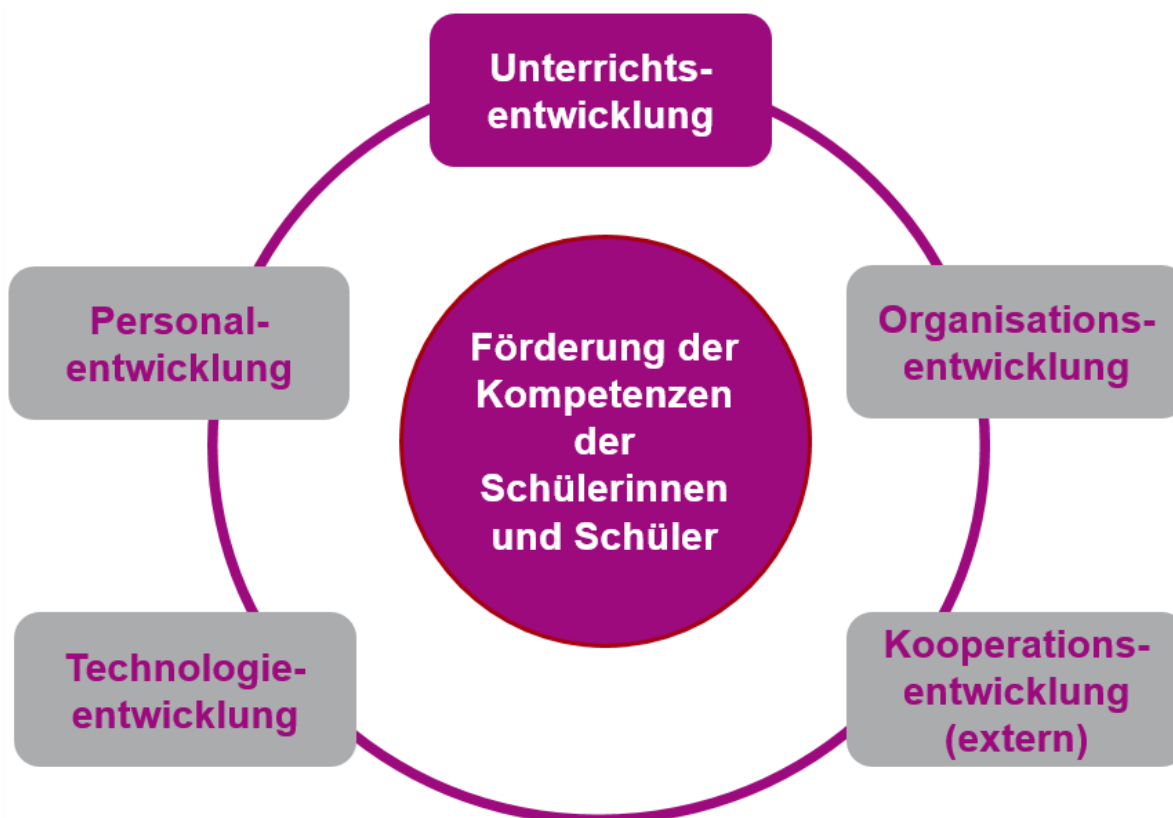 Unterrichts-
entwicklung
Personal-
entwicklung
Organisations-
entwicklung
Förderung der
Kompetenzen
der
Schülerinnen
und Schüler
Technologie-
entwicklung
Kooperations-
entwicklung
(extern)